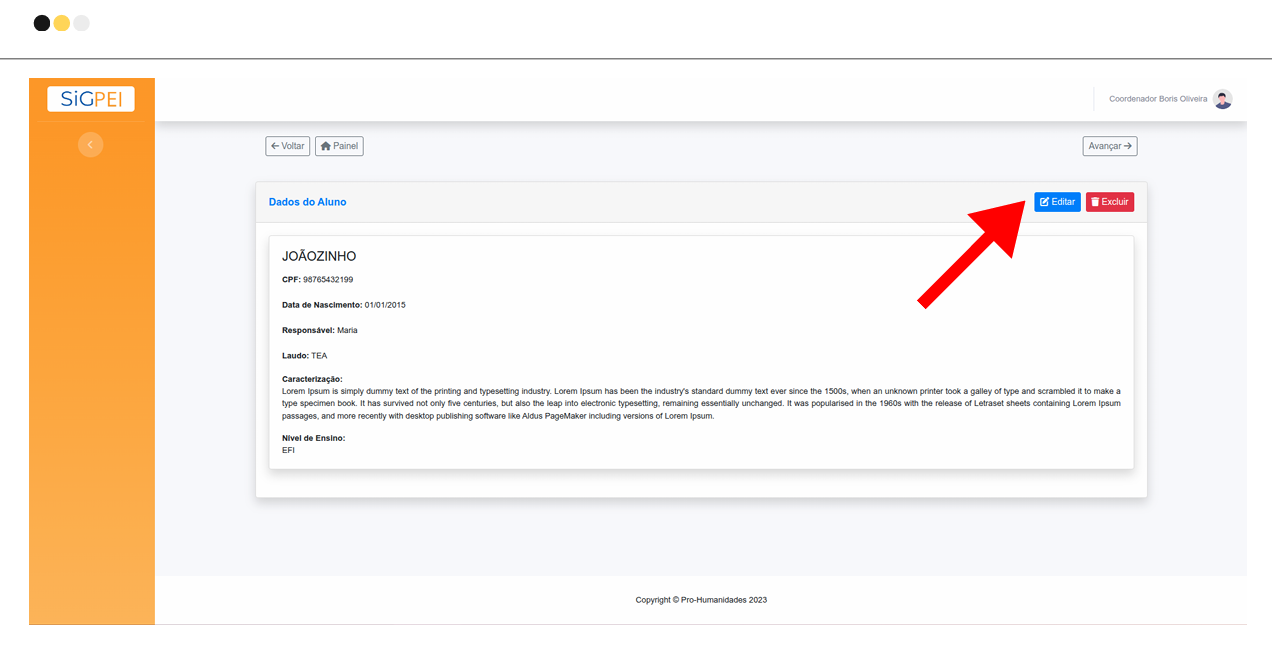 SiGPEI
Coordenador Boris Oliveira
Voltar
Painel
Avançar
Dados do Aluno
Editar
Excluir
JOÃOZINHO
CPF: 98765432199
Data de Nascimento: 01/01/2015
Responsável: Maria
Laudo: TEA
Caracterização:
Lorem Ipsum is simply dummy text of the printing and typesetting industry. Lorem Ipsum has been the industry's standard dummy text ever since the 1500s, when an unknown printer took a galley of type and scrambled it to make a
type specimen book. It has survived not only five centuries, but also the leap into electronic typesetting, remaining essentially unchanged. It was popularised in the 1960s with the release of Letraset sheets containing Lorem Ipsum
passages, and more recently with desktop publishing software like Aldus PageMaker including versions of Lorem Ipsum.
Nível de Ensino:
EFI
Copyright © Pro-Humanidades 2023